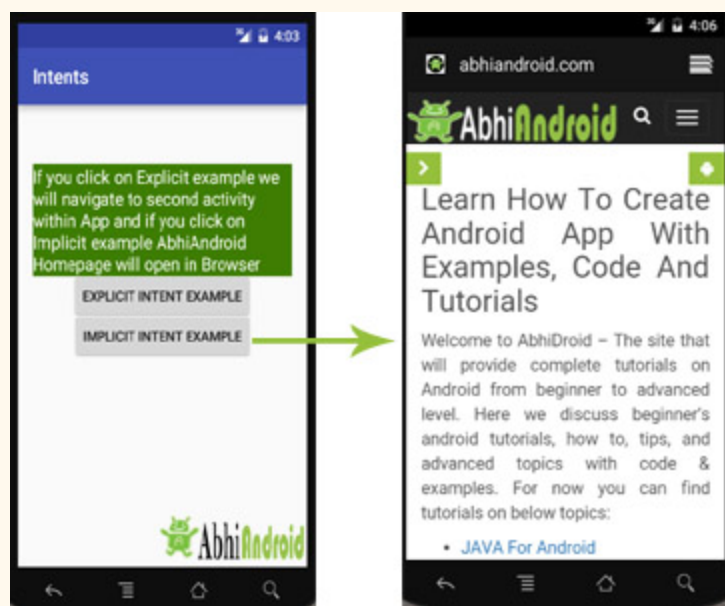 4:03
Intents
If you click on Explicit example we
will navigate to second activity
within App and if you click on
Implicit example AbhiAndroid
Homepage will open in Browser
EXPLICIT INTENT EXAMPLE
IMPLICIT INTENT EXAMPLE
AbhiAndroid
4:06
abhiandroid.com
AbhiAndroid
Learn How To Create
Android App With
Examples, Code And
Tutorials
Welcome to AbhiDroid – The site that
will provide complete tutorials on
Android from beginner to advanced
level. Here we discuss beginner's
android tutorials, how to, tips, and
advanced topics with code &
examples. For now you can find
tutorials on below topics:
• JAVA For Android